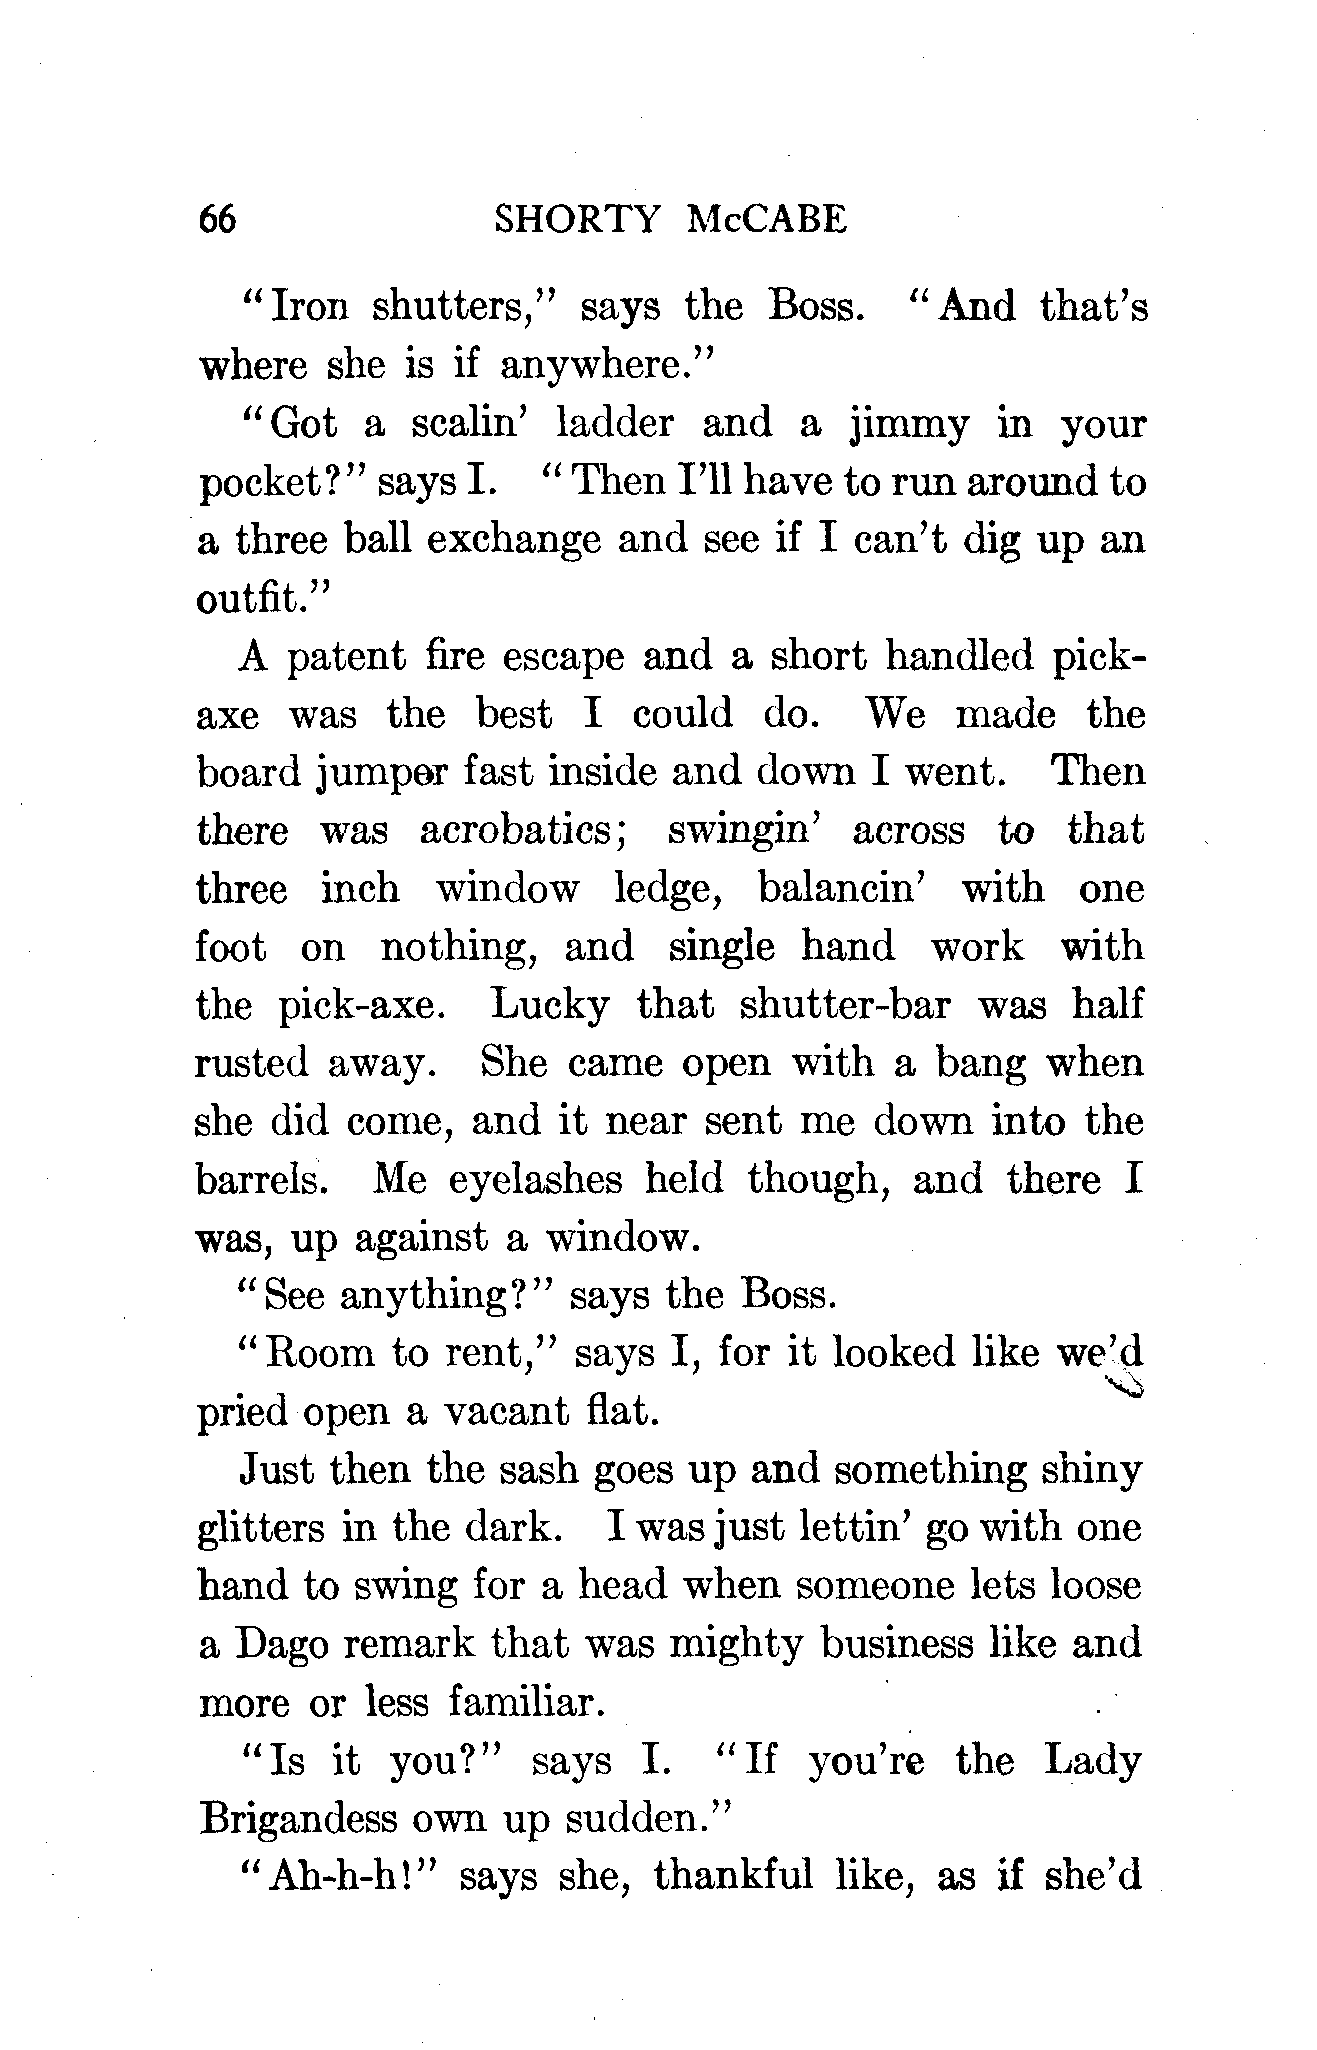 66 SHORTY McCABE
"Iron shutters," says the Boss. "And that's
where she is if anywhere."
"Got a scalin' ladder and a jimmy in your
pocket?" says I. "Then I'll have to run around to
a three ball exchange and see if I can't dig up an
outfit."
A patent fire escape and a short handled pick-
axe was the best I could do. We made the
board jumper fast inside and down I went. Then
there was acrobatics; swingin' across to that
three inch window ledge, balancin' with one
foot on nothing, and single hand work with
the pick-axe. Lucky that shutter-bar was half
rusted away. She came open with a bang when
she did come, and it near sent me down into the
barrels. Me eyelashes held though, and there I
was, up against a window.
"See anything?" says the Boss.
"Room to rent," says I, for it looked like we'd
pried open a vacant flat.
Just then the sash goes up and something shiny
glitters in the dark. I was just lettin' go with one
hand to swing for a head when someone lets loose
a Dago remark that was mighty business like and
more or less familiar.
"Is it you?" says I. "If you're the Lady
Brigandess own up sudden."
"Ah-h-h!" says she, thankful like, as if she'd